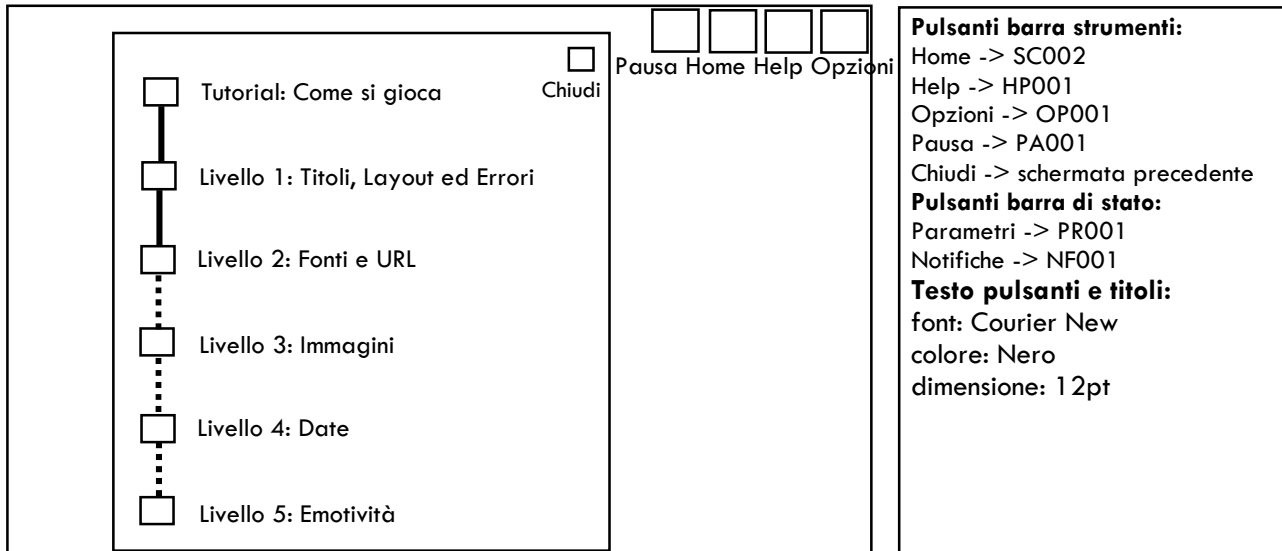 Pausa Home Help Opzioni
Chiudi
Tutorial: Come si gioca
Livello 1: Titoli, Layout ed Errori
Livello 2: Fonti e URL
Livello 3: Immagini
Livello 4: Date
Livello 5: Emotività
Pulsanti barra strumenti:
Home -> SC002
Help -> HP001
Opzioni -> OP001
Pausa -> PA001
Chiudi -> schermata precedente
Pulsanti barra di stato:
Parametri -> PR001
Notifiche -> NF001
Testo pulsanti e titoli:
font: Courier New
colore: Nero
dimensione: 12pt